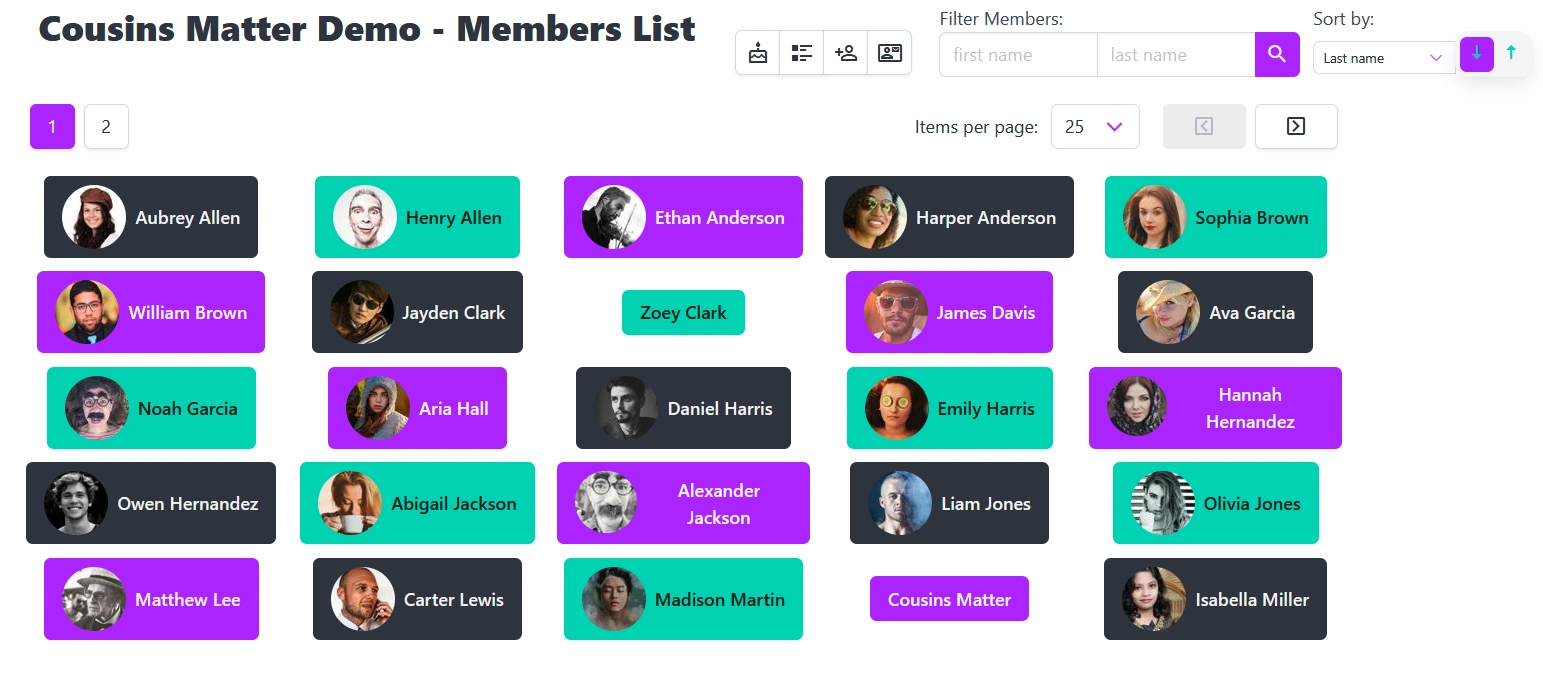 Cousins Matter Demo - Members List
Filter Members:
first name
last name
Sort by:
Last name
1
2
Items per page:
25
Aubrey Allen
Henry Allen
Ethan Anderson
Harper Anderson
Sophia Brown
William Brown
Jayden Clark
Zoey Clark
James Davis
Ava Garcia
Noah Garcia
Aria Hall
Daniel Harris
Emily Harris
Hannah
Hernandez
Owen Hernandez
Abigail Jackson
Alexander
Jackson
Liam Jones
Olivia Jones
Matthew Lee
Carter Lewis
Madison Martin
Cousins Matter
Isabella Miller